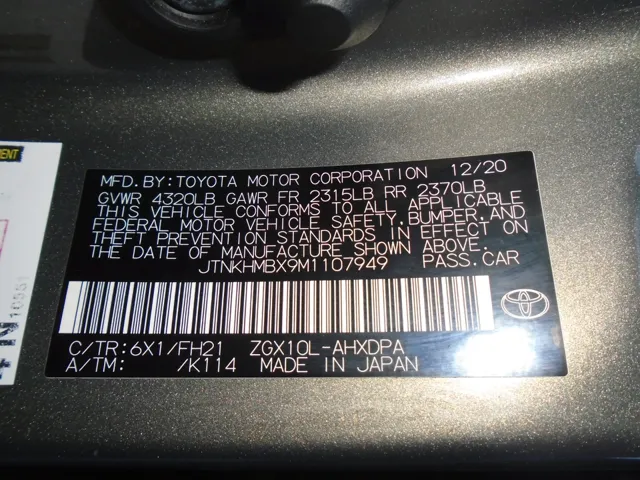 MFD.BY:TOYOTA MOTOR CORPORATION 12/20
GVWR 4320LB GAWR FR 2315LB RR 2370LB
THIS VEHICLE CONFORMS TO ALL APPLICABLE
FEDERAL MOTOR VEHICLE SAFETY,BUMPER,AND
THEFT PREVENTION STANDARDS IN EFFECT ON
THE DATE OF MANUFACTURE SHOWN ABOVE.
JTNKHMBX9M1107949 PASS.CAR
C/TR:6X1/FH21 ZGX10L-AHXDPA
A/TM: /K114 MADE IN JAPAN
10551